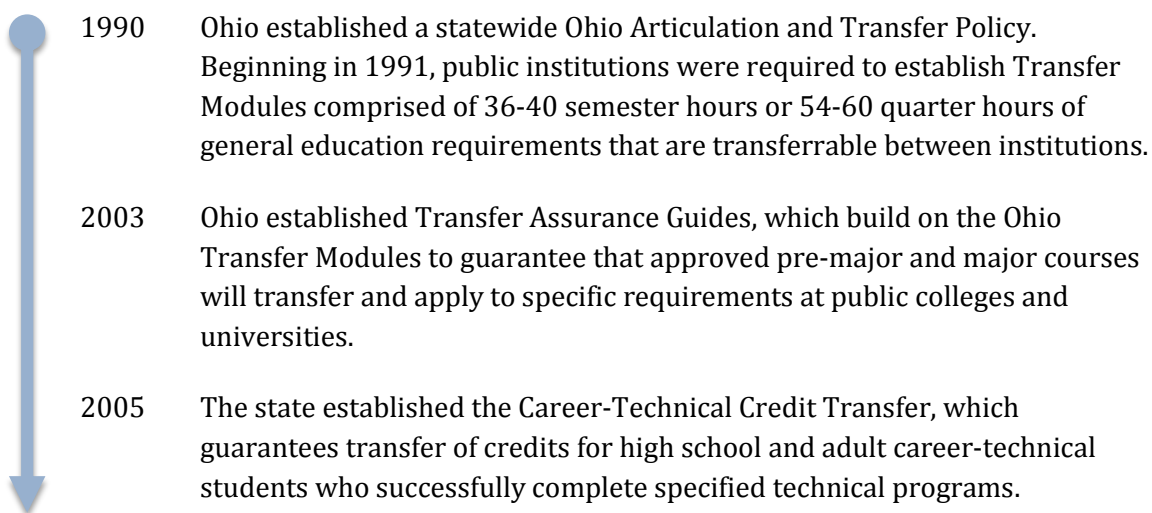 1990 Ohio established a statewide Ohio Articulation and Transfer Policy.
Beginning in 1991, public institutions were required to establish Transfer
Modules comprised of 36-40 semester hours or 54-60 quarter hours of
general education requirements that are transferrable between institutions.
2003 Ohio established Transfer Assurance Guides, which build on the Ohio
Transfer Modules to guarantee that approved pre-major and major courses
will transfer and apply to specific requirements at public colleges and
universities.
2005 The state established the Career-Technical Credit Transfer, which
guarantees transfer of credits for high school and adult career-technical
students who successfully complete specified technical programs.